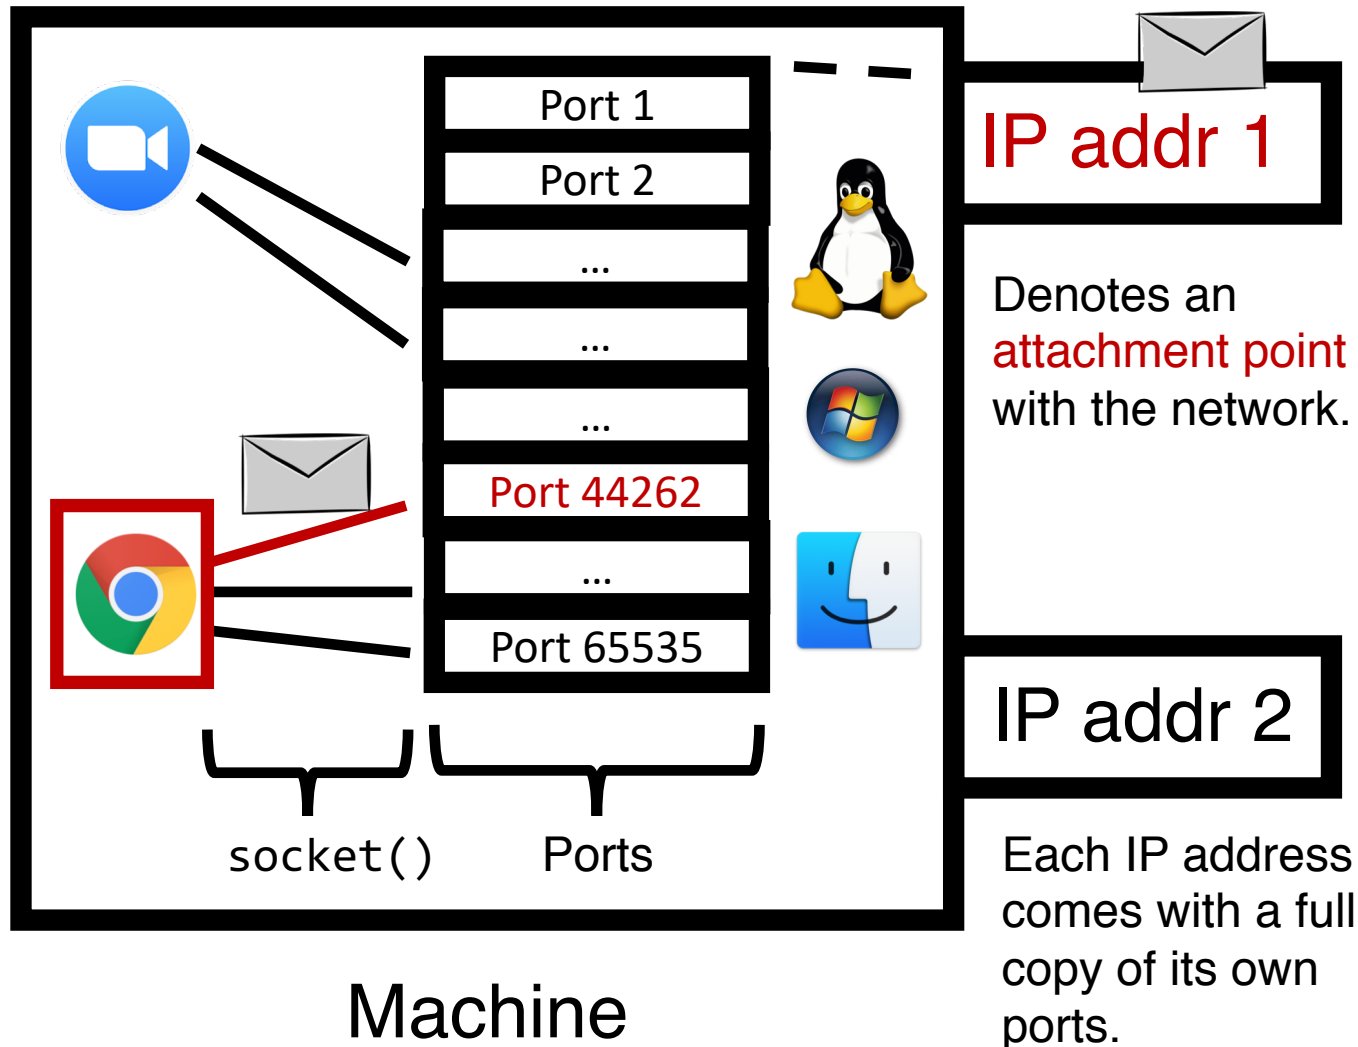 Port 1
Port 2
...
...
...
Port 44262
...
Port 65535
socket()
Ports
Machine
IP addr 1
Denotes an
attachment point
with the network.
IP addr 2
Each IP address
comes with a full
copy of its own
ports.